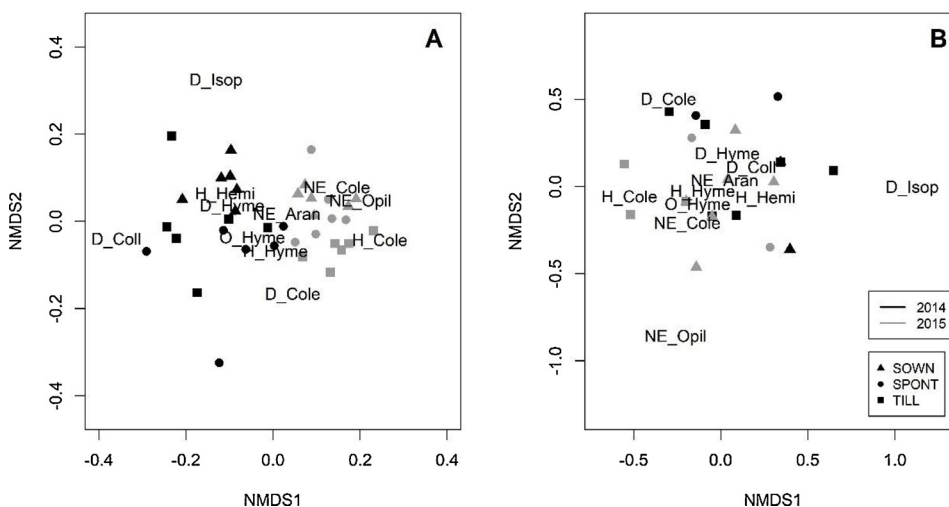 A
NMDS2
0.4
0.2
0.0
-0.2
-0.4
D_Isop
H_Hemi
D_Hyme
NE_Cole
NE_Opil
NE_Aran
D_Coll
O_Hyme
H_Cole
H_Hyme
D_Cole
-0.4
-0.2
0.0
0.2
0.4
NMDS1
B
NMDS2
0.5
0.0
-0.5
-1.0
D_Cole
D_Hyme
D_Coll
NE_Aran
D_Isop
H_Cole
H_Hyme
H_Hemi
O_Hyme
NE_Cole
NE_Opil
2014
2015
SOWN
SPONT
TILL
-0.5
0.0
0.5
1.0
NMDS1